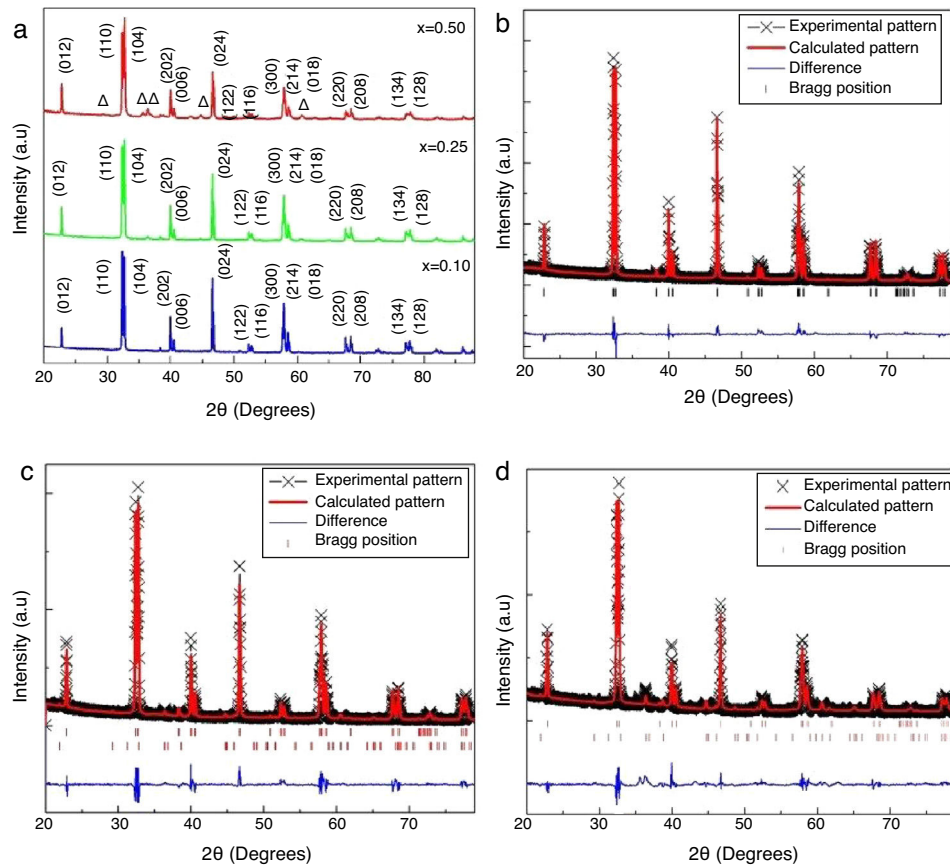 a
x=0.50
(012)
(110)
(104)
(202)
(006)
(024)
(122)
(116)
(300)
(214)
(018)
(220)
(208)
(134)
(128)
Δ
Δ Δ
Δ
Δ
x=0.25
(012)
(110)
(104)
(202)
(006)
(024)
(122)
(116)
(300)
(214)
(018)
(220)
(208)
(134)
(128)
x=0.10
(012)
(110)
(104)
(202)
(006)
(024)
(122)
(116)
(300)
(214)
(018)
(220)
(208)
(134)
(128)
Intensity (a.u)
20 30 40 50 60 70 80
2θ (Degrees)
b
Experimental pattern
Calculated pattern
Difference
Bragg position
Intensity (a.u)
20 30 40 50 60 70
2θ (Degrees)
c
Experimental pattern
Calculated pattern
Difference
Bragg position
Intensity (a.u)
20 30 40 50 60 70
2θ (Degrees)
d
Experimental pattern
Calculated pattern
Difference
Bragg position
Intensity (a.u)
20 30 40 50 60 70
2θ (Degrees)